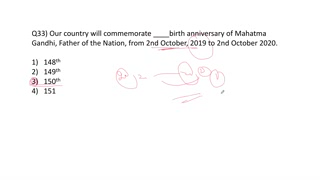 Q33) Our country will commemorate ____birth anniversary of Mahatma
Gandhi, Father of the Nation, from 2nd October, 2019 to 2nd October 2020.
1) 148th
2) 149th
3) 150th
4) 151